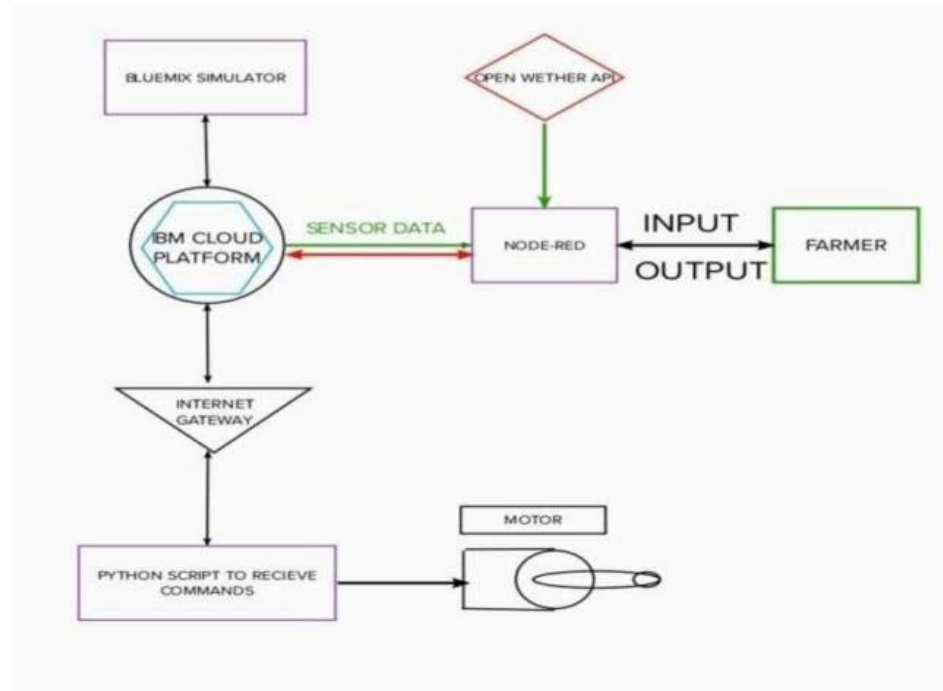 BLUEMIX SIMULATOR
OPEN WETHER API
IBM CLOUD
PLATFORM
SENSOR DATA
NODE-RED
INPUT
OUTPUT
FARMER
INTERNET
GATEWAY
MOTOR
PYTHON SCRIPT TO RECIEVE
COMMANDS